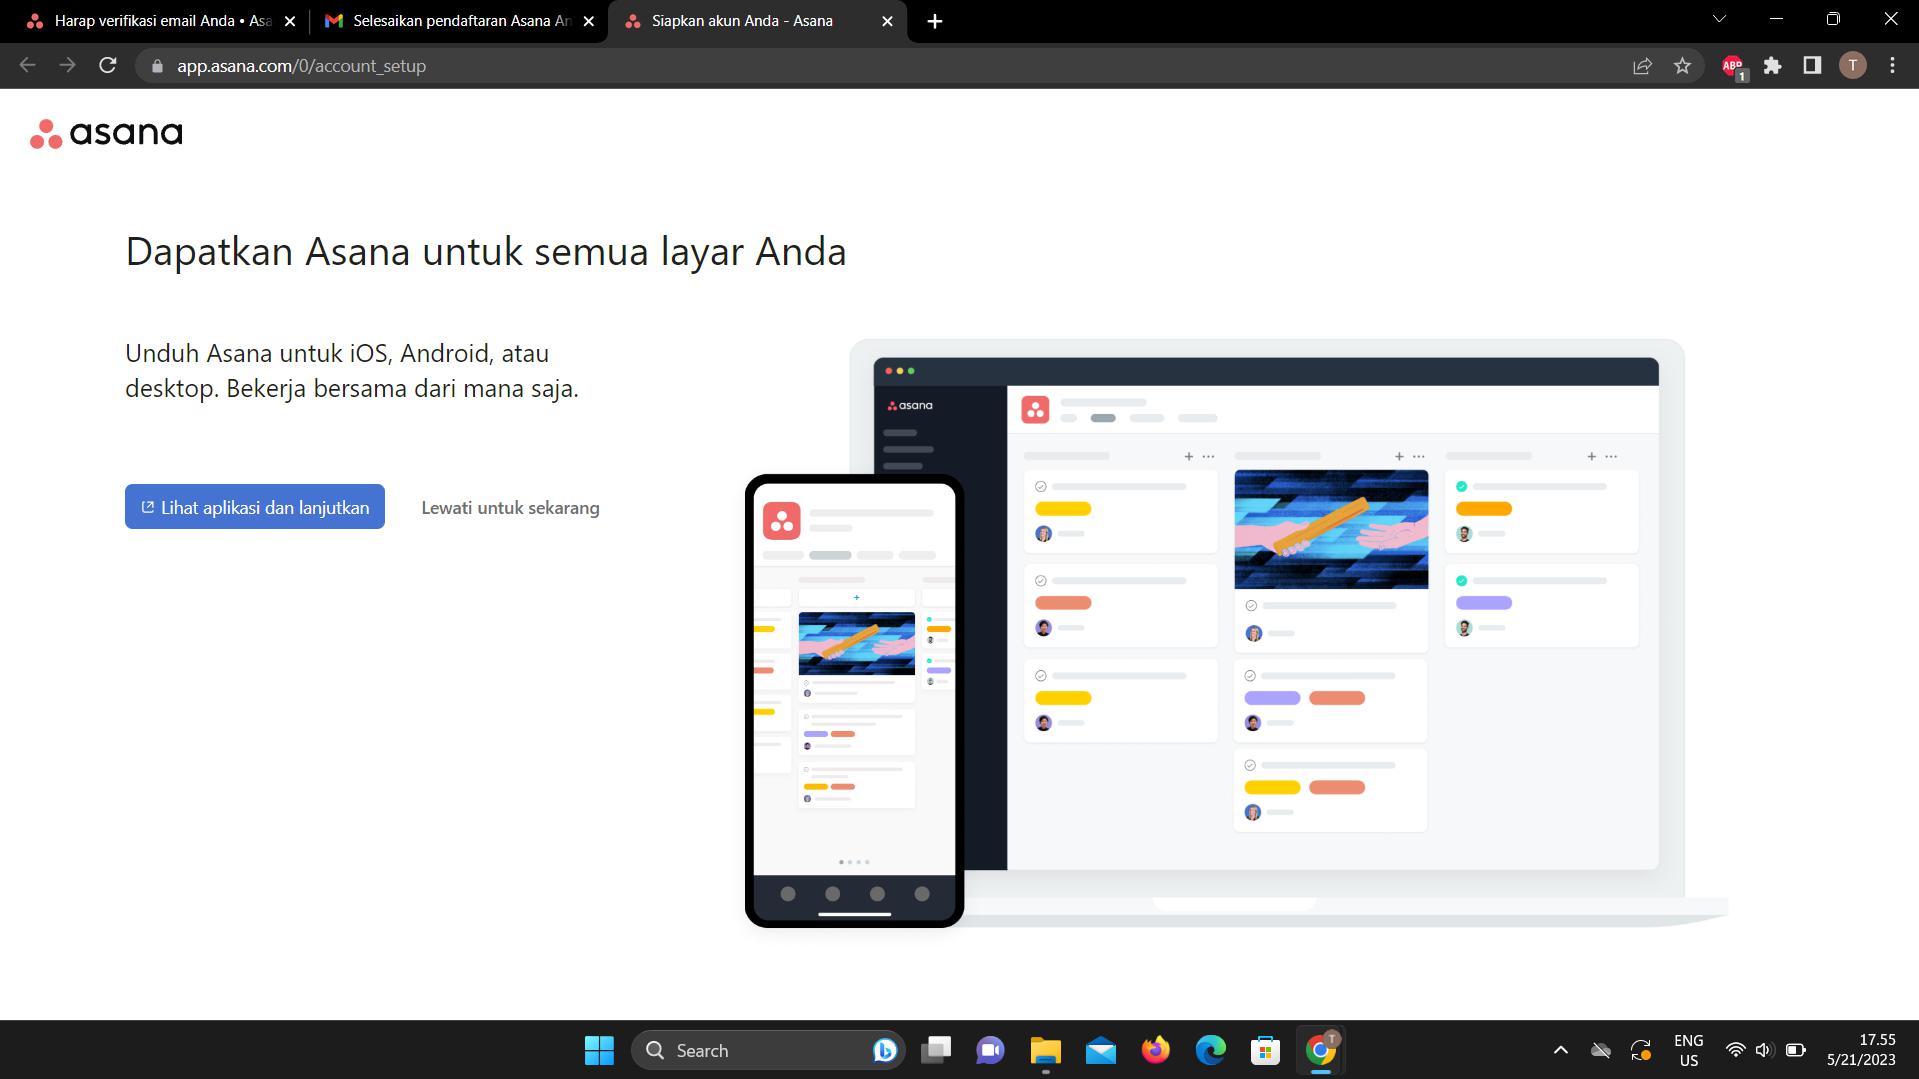 Harap verifikasi email Anda • Asa
Selesaikan pendaftaran Asana An
Siapkan akun Anda - Asana
app.asana.com/0/account_setup
ABP
1
T
asana
Dapatkan Asana untuk semua layar Anda
Unduh Asana untuk iOS, Android, atau
desktop. Bekerja bersama dari mana saja.
Lihat aplikasi dan lanjutkan
Lewati untuk sekarang
asana
Search
T
ENG
US
17.55
5/21/2023